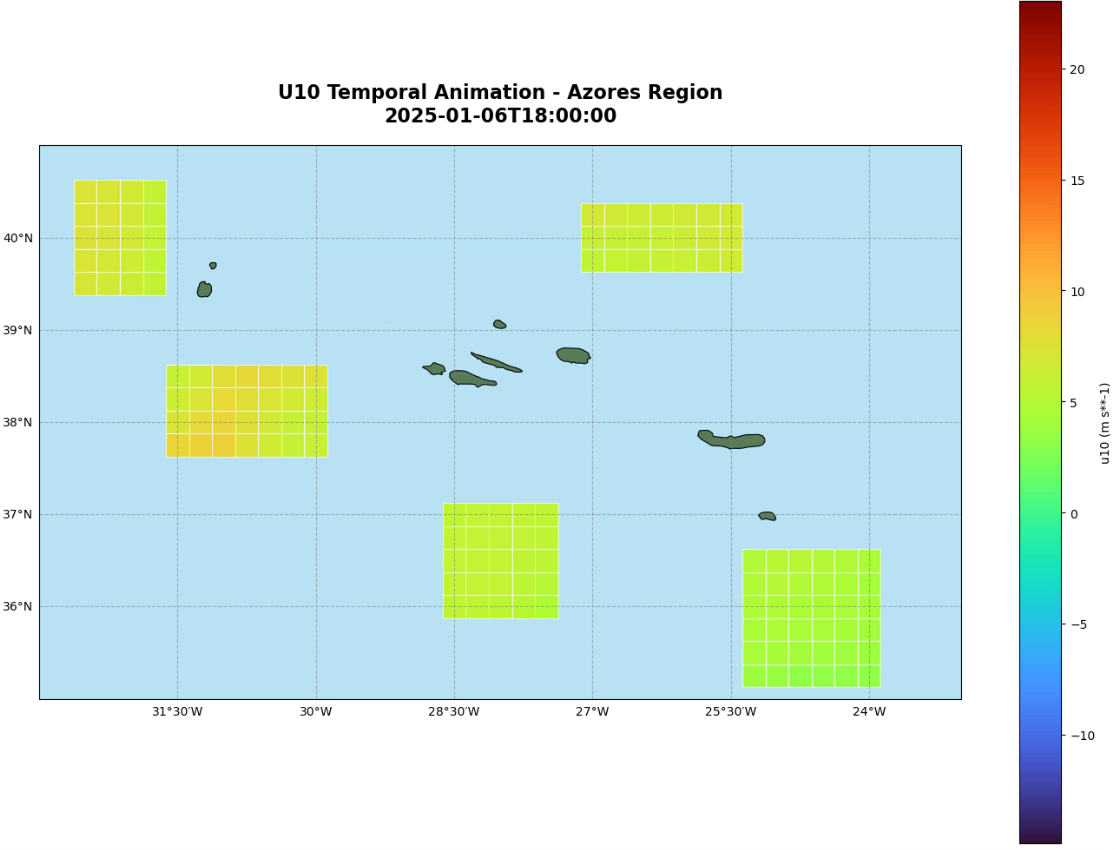 U10 Temporal Animation - Azores Region
2025-01-06T18:00:00
40°N
39°N
38°N
37°N
36°N
31°30′W
30°W
28°30′W
27°W
25°30′W
24°W
20
15
10
5
0
−5
−10
u10 (m s**-1)